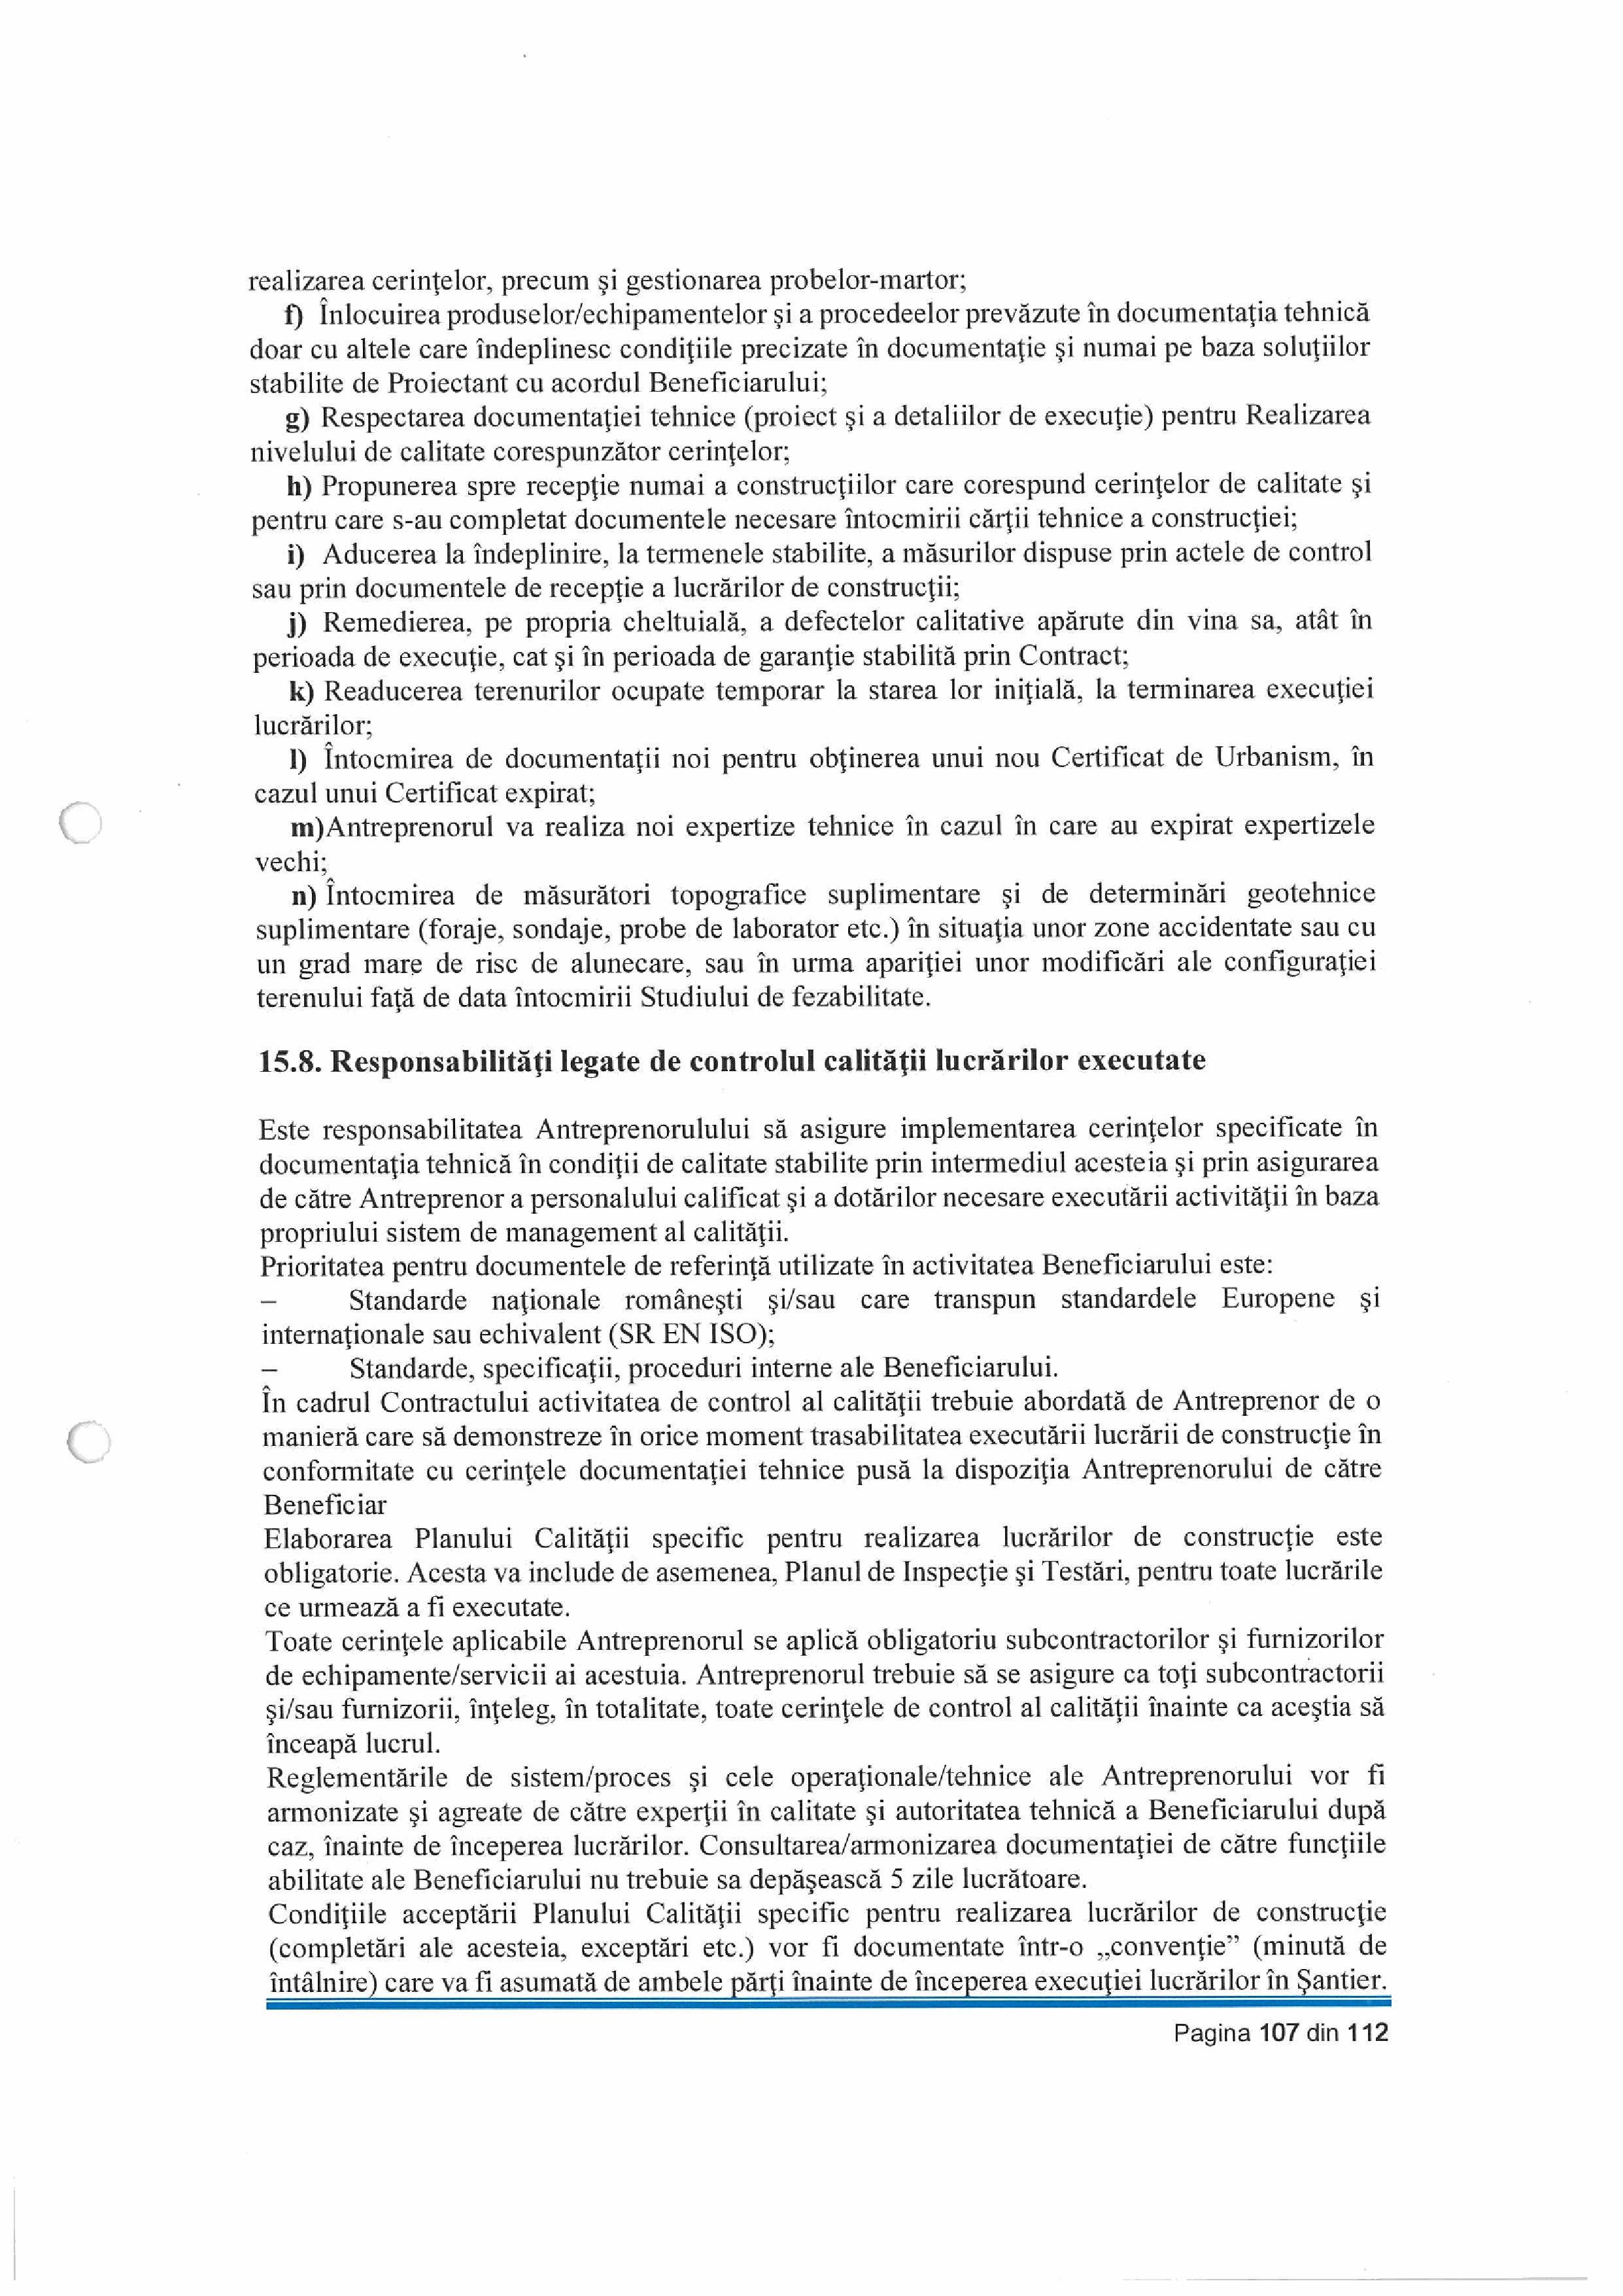 realizarea cerinţelor, precum şi gestionarea probelor-martor;
f) Înlocuirea produselor/echipamentelor şi a procedeelor prevăzute în documentaţia tehnică
doar cu altele care îndeplinesc condiţiile precizate în documentaţie şi numai pe baza soluţiilor
stabilite de Proiectant cu acordul Beneficiarului;
g) Respectarea documentaţiei tehnice (proiect şi a detaliilor de execuţie) pentru Realizarea
nivelului de calitate corespunzător cerinţelor;
h) Propunerea spre recepţie numai a construcţiilor care corespund cerinţelor de calitate şi
pentru care s-au completat documentele necesare întocmirii cărţii tehnice a construcţiei;
i) Aducerea la îndeplinire, la termenele stabilite, a măsurilor dispuse prin actele de control
sau prin documentele de recepţie a lucrărilor de construcţii;
j) Remedierea, pe propria cheltuială, a defectelor calitative apărute din vina sa, atât în
perioada de execuţie, cat şi în perioada de garanţie stabilită prin Contract;
k) Readucerea terenurilor ocupate temporar la starea lor iniţială, la terminarea execuţiei
lucrărilor;
l) Întocmirea de documentaţii noi pentru obţinerea unui nou Certificat de Urbanism, în
cazul unui Certificat expirat;
m)Antreprenorul va realiza noi expertize tehnice în cazul în care au expirat expertizele
vechi;
n) Întocmirea de măsurători topografice suplimentare şi de determinări geotehnice
suplimentare (foraje, sondaje, probe de laborator etc.) în situaţia unor zone accidentate sau cu
un grad mare de risc de alunecare, sau în urma apariţiei unor modificări ale configuraţiei
terenului faţă de data întocmirii Studiului de fezabilitate.
15.8. Responsabilităţi legate de controlul calităţii lucrărilor executate
Este responsabilitatea Antreprenorulului să asigure implementarea cerinţelor specificate în
documentaţia tehnică în condiţii de calitate stabilite prin intermediul acesteia şi prin asigurarea
de către Antreprenor a personalului calificat şi a dotărilor necesare executării activităţii în baza
propriului sistem de management al calităţii.
Prioritatea pentru documentele de referinţă utilizate în activitatea Beneficiarului este:
– Standarde naţionale româneşti şi/sau care transpun standardele Europene şi
internaţionale sau echivalent (SR EN ISO);
– Standarde, specificaţii, proceduri interne ale Beneficiarului.
În cadrul Contractului activitatea de control al calităţii trebuie abordată de Antreprenor de o
manieră care să demonstreze în orice moment trasabilitatea executării lucrării de construcţie în
conformitate cu cerinţele documentaţiei tehnice pusă la dispoziţia Antreprenorului de către
Beneficiar
Elaborarea Planului Calităţii specific pentru realizarea lucrărilor de construcţie este
obligatorie. Acesta va include de asemenea, Planul de Inspecţie şi Testări, pentru toate lucrările
ce urmează a fi executate.
Toate cerinţele aplicabile Antreprenorul se aplică obligatoriu subcontractorilor şi furnizorilor
de echipamente/servicii ai acestuia. Antreprenorul trebuie să se asigure ca toţi subcontractorii
şi/sau furnizorii, înţeleg, în totalitate, toate cerinţele de control al calităţii înainte ca aceştia să
înceapă lucrul.
Reglementările de sistem/proces şi cele operaţionale/tehnice ale Antreprenorului vor fi
armonizate şi agreate de către experţii în calitate şi autoritatea tehnică a Beneficiarului după
caz, înainte de începerea lucrărilor. Consultarea/armonizarea documentaţiei de către funcţiile
abilitate ale Beneficiarului nu trebuie sa depăşească 5 zile lucrătoare.
Condiţiile acceptării Planului Calităţii specific pentru realizarea lucrărilor de construcţie
(completări ale acesteia, exceptări etc.) vor fi documentate într-o „convenţie” (minută de
întâlnire) care va fi asumată de ambele părţi înainte de începerea execuţiei lucrărilor în Şantier.
Pagina 107 din 112